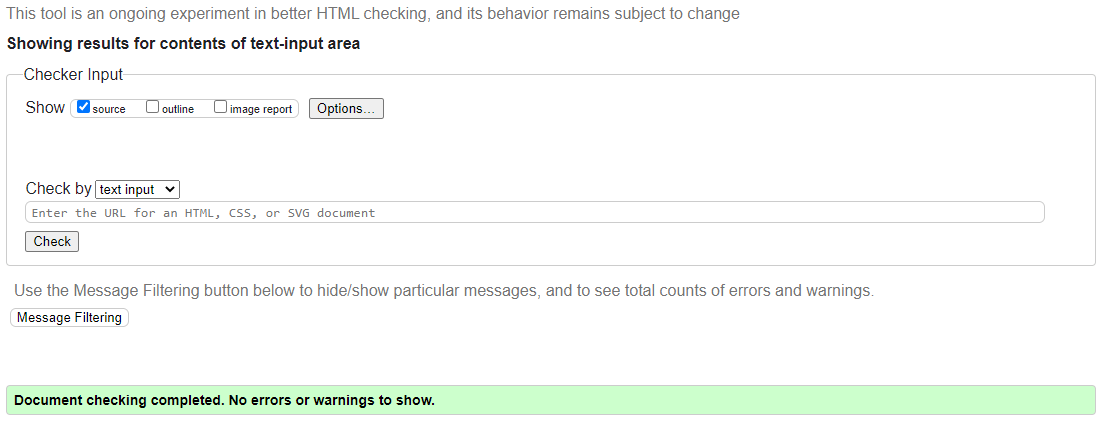 This tool is an ongoing experiment in better HTML checking, and its behavior remains subject to change
Showing results for contents of text-input area
Checker Input
Show source outline image report Options...
Check by text input
Enter the URL for an HTML, CSS, or SVG document
Check
Use the Message Filtering button below to hide/show particular messages, and to see total counts of errors and warnings.
Message Filtering
Document checking completed. No errors or warnings to show.